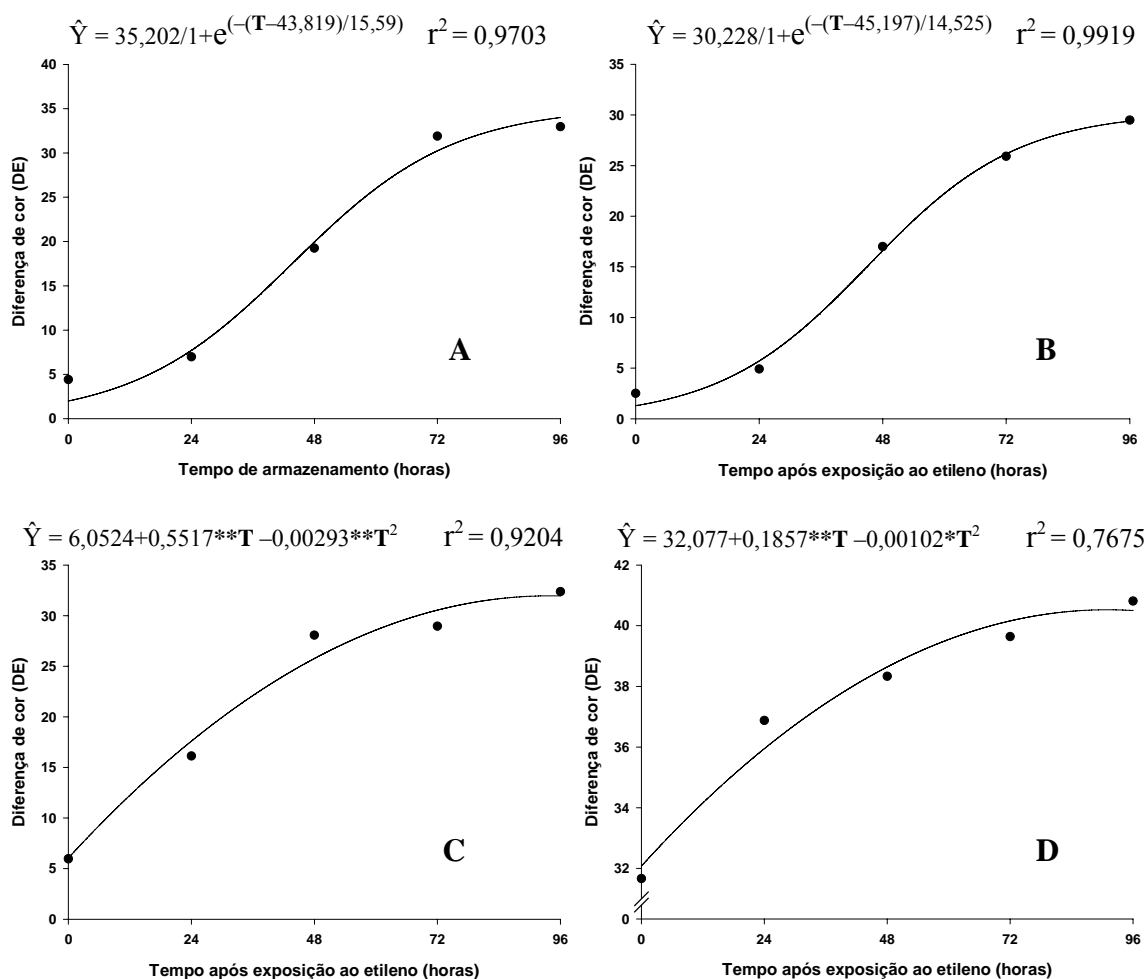 Ŷ = 35,202/1+e^(–(T–43,819)/15,59) r² = 0,9703
40
35
30
25
20
15
10
5
0
Diferença de cor (DE)
A
0 24 48 72 96
Tempo de armazenamento (horas)
Ŷ = 30,228/1+e^(–(T–45,197)/14,525) r² = 0,9919
35
30
25
20
15
10
5
0
Diferença de cor (DE)
B
0 24 48 72 96
Tempo após exposição ao etileno (horas)
Ŷ = 6,0524+0,5517**T –0,00293**T² r² = 0,9204
35
30
25
20
15
10
5
0
Diferença de cor (DE)
C
0 24 48 72 96
Tempo após exposição ao etileno (horas)
Ŷ = 32,077+0,1857**T –0,00102*T² r² = 0,7675
42
40
38
36
34
32
0
Diferença de cor (DE)
D
0 24 48 72 96
Tempo após exposição ao etileno (horas)